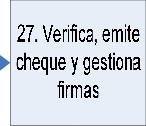 27. Verifica, emite
cheque y gestiona
firmas